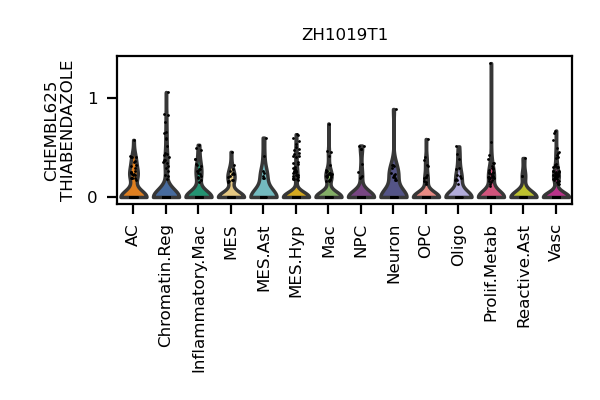 ZH1019T1
CHEMBL625
THIABENDAZOLE
1
0
AC
Chromatin.Reg
Inflammatory.Mac
MES
MES.Ast
MES.Hyp
Mac
NPC
Neuron
OPC
Oligo
Prolif.Metab
Reactive.Ast
Vasc